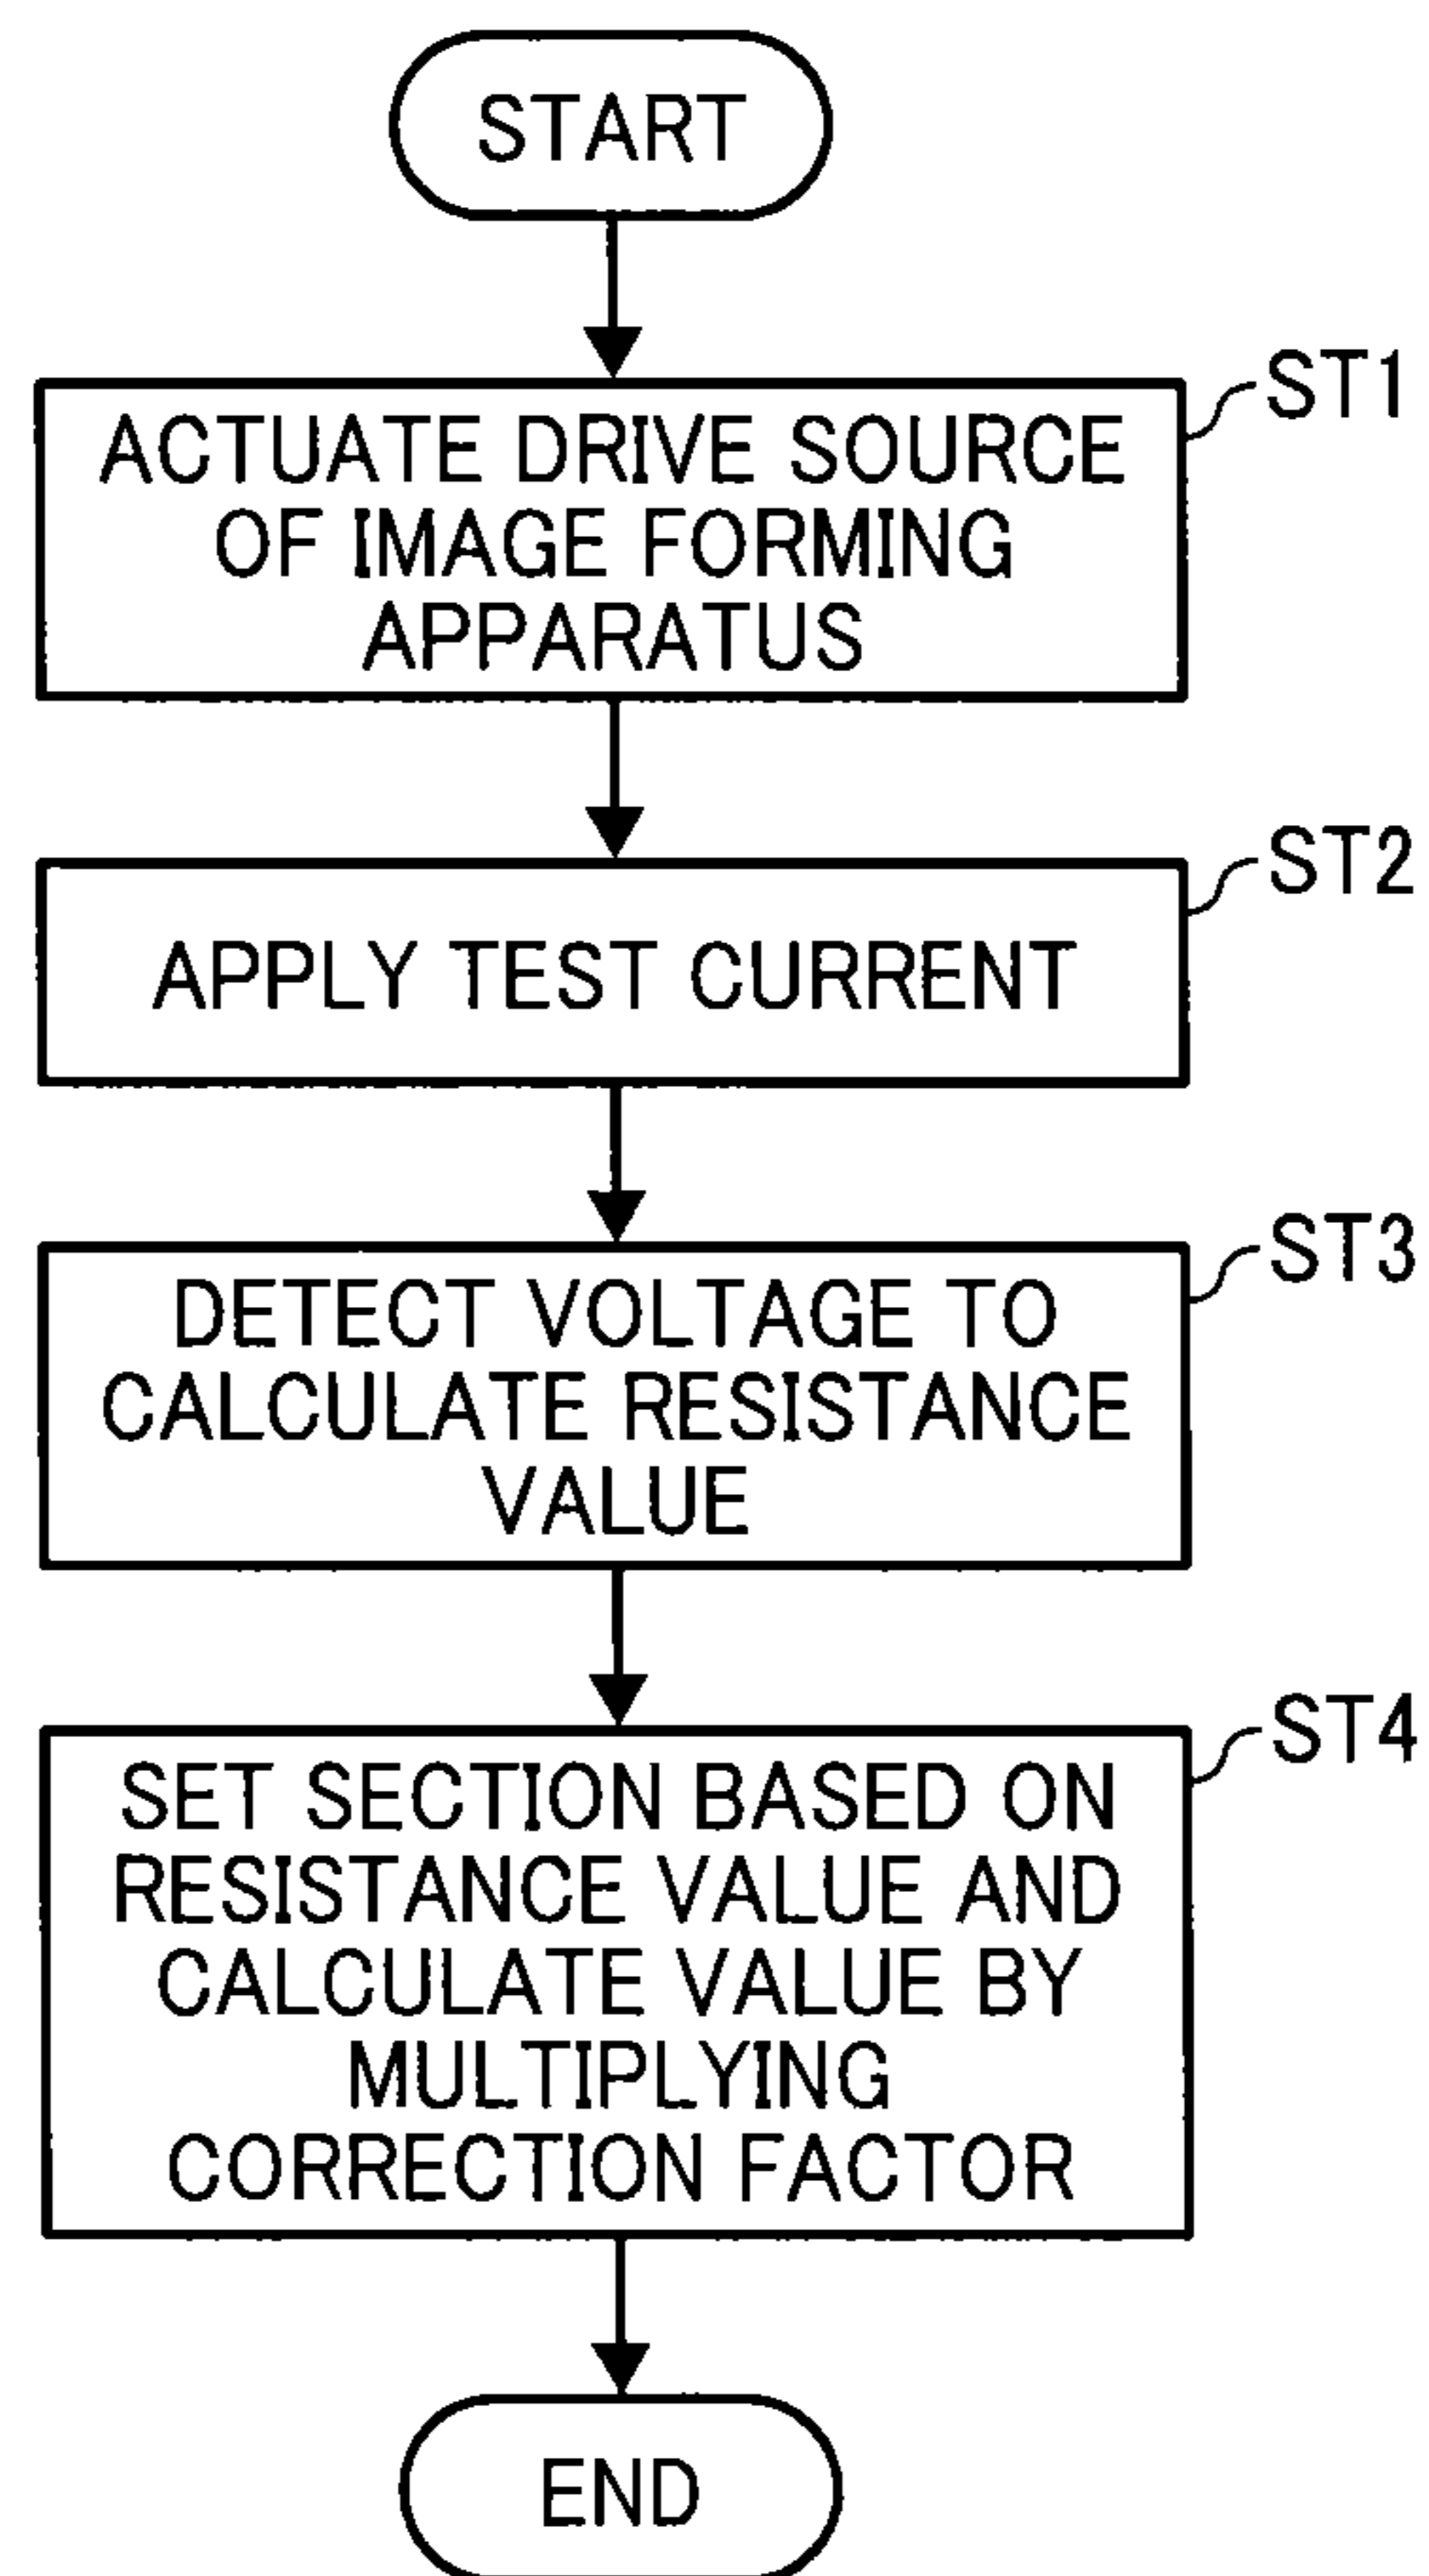 START
ST1
ACTUATE DRIVE SOURCE
OF IMAGE FORMING
APPARATUS
ST2
APPLY TEST CURRENT
ST3
DETECT VOLTAGE TO
CALCULATE RESISTANCE
VALUE
ST4
SET SECTION BASED ON
RESISTANCE VALUE AND
CALCULATE VALUE BY
MULTIPLYING
CORRECTION FACTOR
END